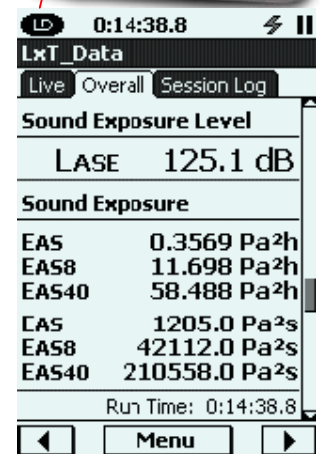 LD 0:14:38.8
LxT_Data
Live Overall Session Log
Sound Exposure Level
LASE 125.1 dB
Sound Exposure
EAS 0.3569 Pa²h
EAS8 11.698 Pa²h
EAS40 58.488 Pa²h
EAS 1205.0 Pa²s
EAS8 42112.0 Pa²s
EAS40 210558.0 Pa²s
Run Time: 0:14:38.8
Menu